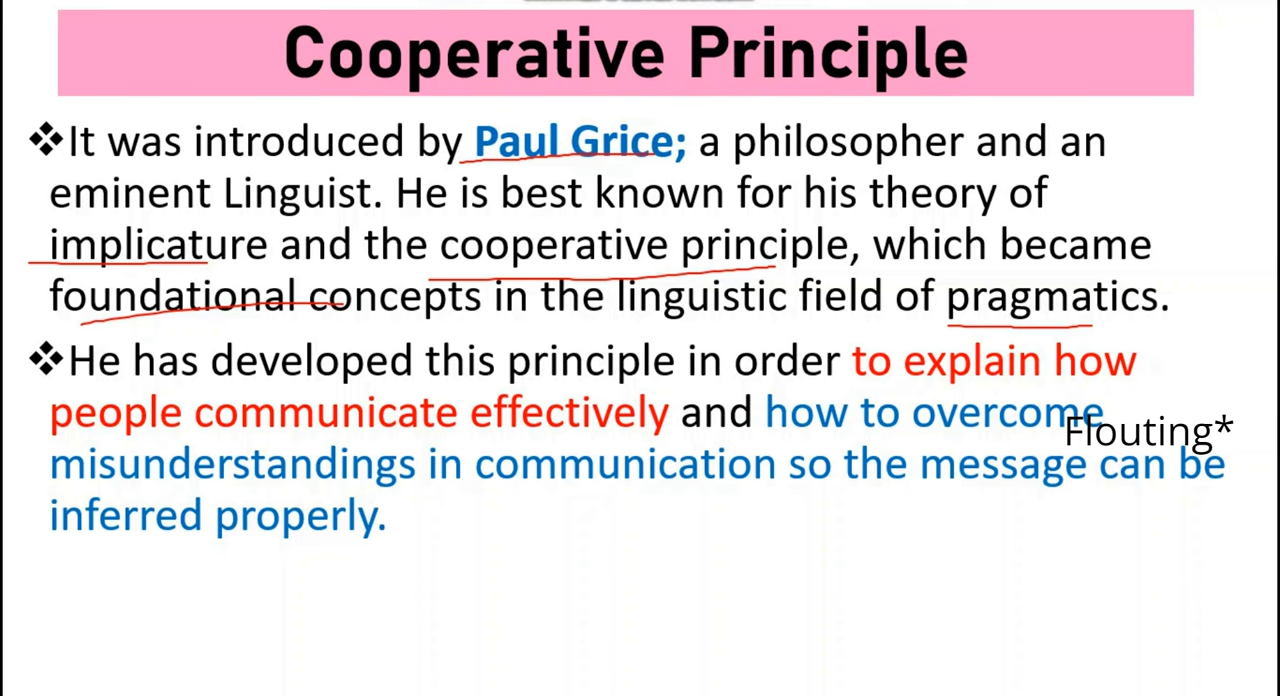 Cooperative Principle
❖It was introduced by Paul Grice; a philosopher and an
eminent Linguist. He is best known for his theory of
implicature and the cooperative principle, which became
foundational concepts in the linguistic field of pragmatics.
❖He has developed this principle in order to explain how
people communicate effectively and how to overcome
Flouting*
misunderstandings in communication so the message can be
inferred properly.